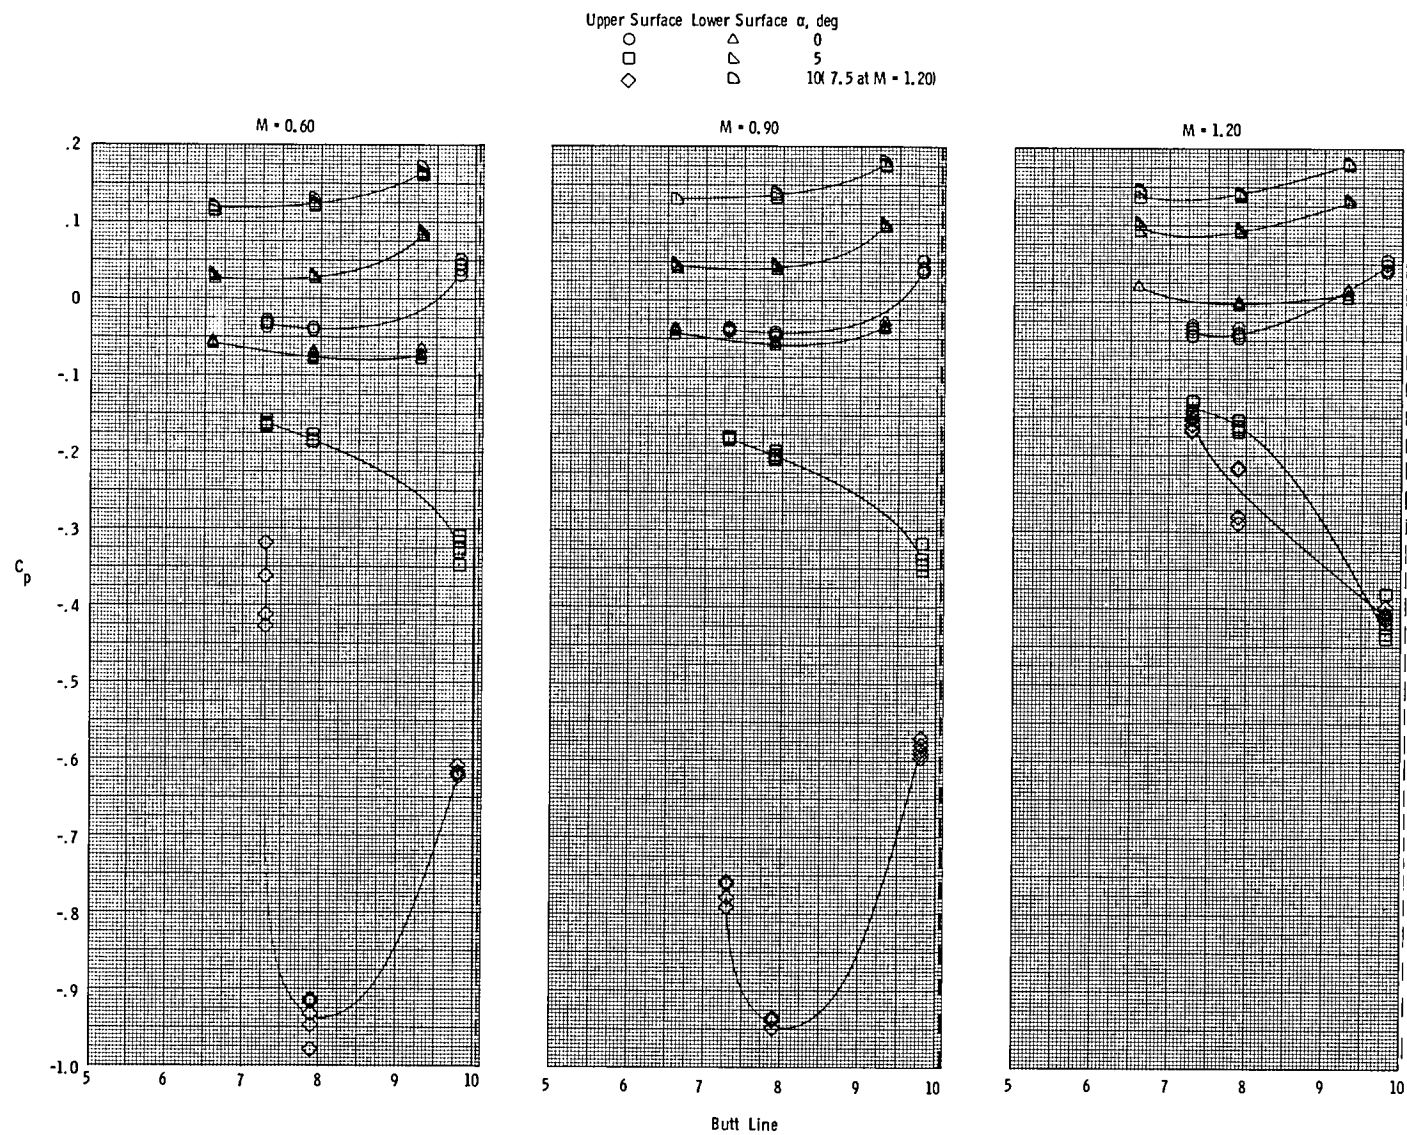 Upper Surface Lower Surface α, deg
0
5
10( 7.5 at M = 1.20)
M = 0.60
M = 0.90
M = 1.20
.2
.1
0
-.1
-.2
-.3
Cp
-.4
-.5
-.6
-.7
-.8
-.9
-1.0
5 6 7 8 9 10
5 6 7 8 9 10
5 6 7 8 9 10
Butt Line